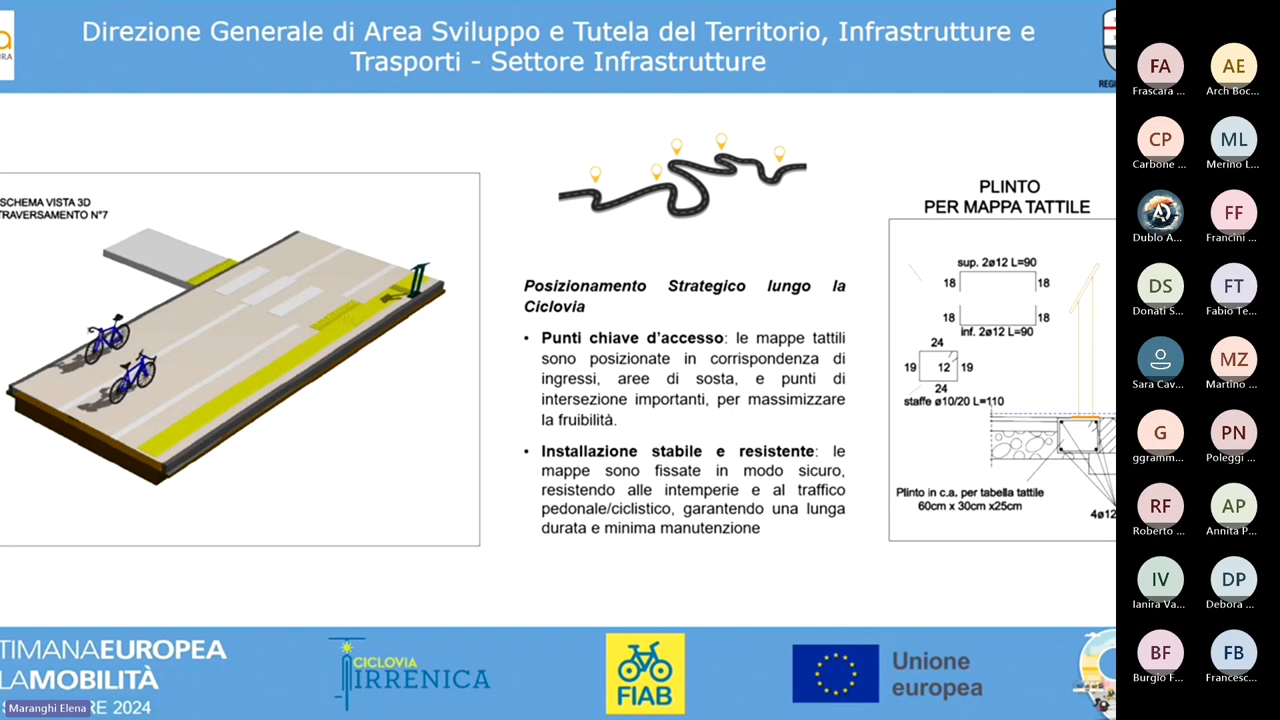 Direzione Generale di Area Sviluppo e Tutela del Territorio, Infrastrutture e
Trasporti - Settore Infrastrutture
SCHEMA VISTA 3D
TRAVERSAMENTO N°7
Posizionamento Strategico lungo la
Ciclovia
• Punti chiave d'accesso: le mappe tattili
sono posizionate in corrispondenza di
ingressi, aree di sosta, e punti di
intersezione importanti, per massimizzare
la fruibilità.
• Installazione stabile e resistente: le
mappe sono fissate in modo sicuro,
resistendo alle intemperie e al traffico
pedonale/ciclistico, garantendo una lunga
durata e minima manutenzione
PLINTO
PER MAPPA TATTILE
sup. 2ø12 L=90
18 18
18 18
inf. 2ø12 L=90
24
19 12 19
24
staffe ø10/20 L=110
Plinto in c.a. per tabella tattile
60cm x 30cm x25cm
4ø12
TIMANAEUROPEA
LAMOBILITÀ
RE 2024
Maranghi Elena
CICLOVIA
TIRRENICA
FIAB
Unione
europea
FA AE
Frascara ... Arch Boc...
CP ML
Carbone ... Merino L...
FF
Dublo A... Francini ...
DS FT
Donati S... Fabio Te...
MZ
Sara Cav... Martino ...
G PN
ggramm... Poleggi ...
RF AP
Roberto ... Annita P...
IV DP
Ianira Va... Debora ...
BF FB
Burgio F... Francesc...